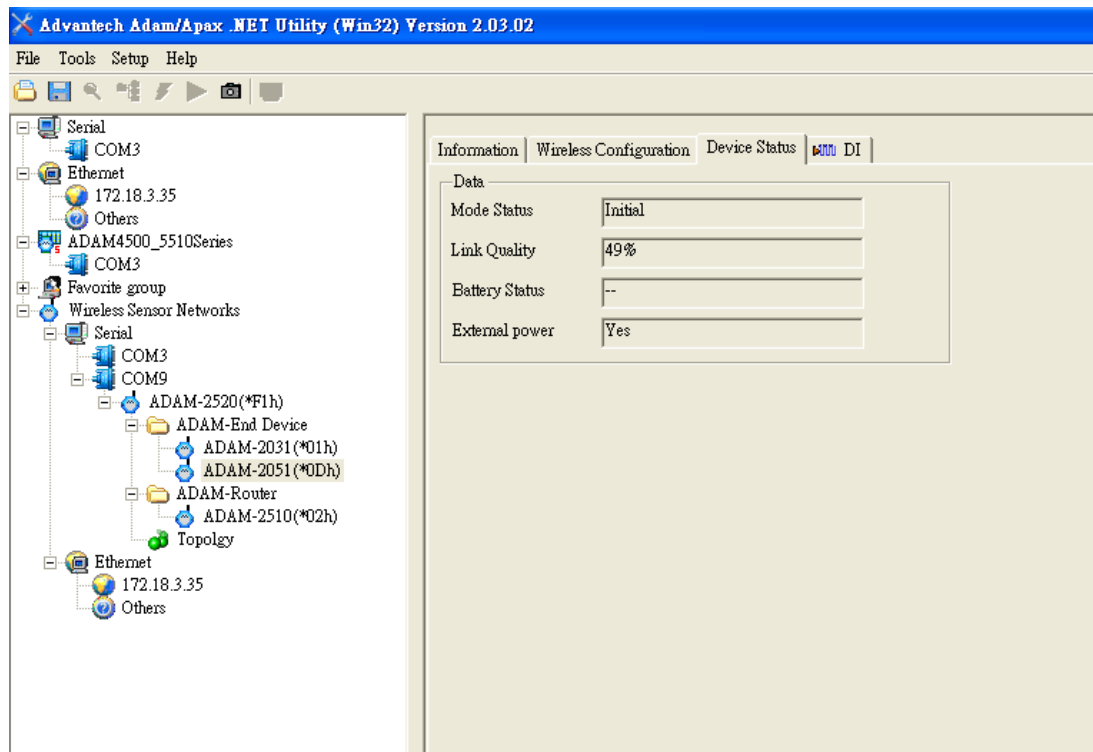 Advantech Adam/Apax .NET Utility (Win32) Version 2.03.02
File Tools Setup Help
Serial
COM3
Ethernet
172.18.3.35
Others
ADAM4500_5510Series
COM3
Favorite group
Wireless Sensor Networks
Serial
COM3
COM9
ADAM-2520(*F1h)
ADAM-End Device
ADAM-2031(*01h)
ADAM-2051(*0Dh)
ADAM-Router
ADAM-2510(*02h)
Topolgy
Ethernet
172.18.3.35
Others
Information Wireless Configuration Device Status DI
Data
Mode Status Initial
Link Quality 49%
Battery Status --
External power Yes